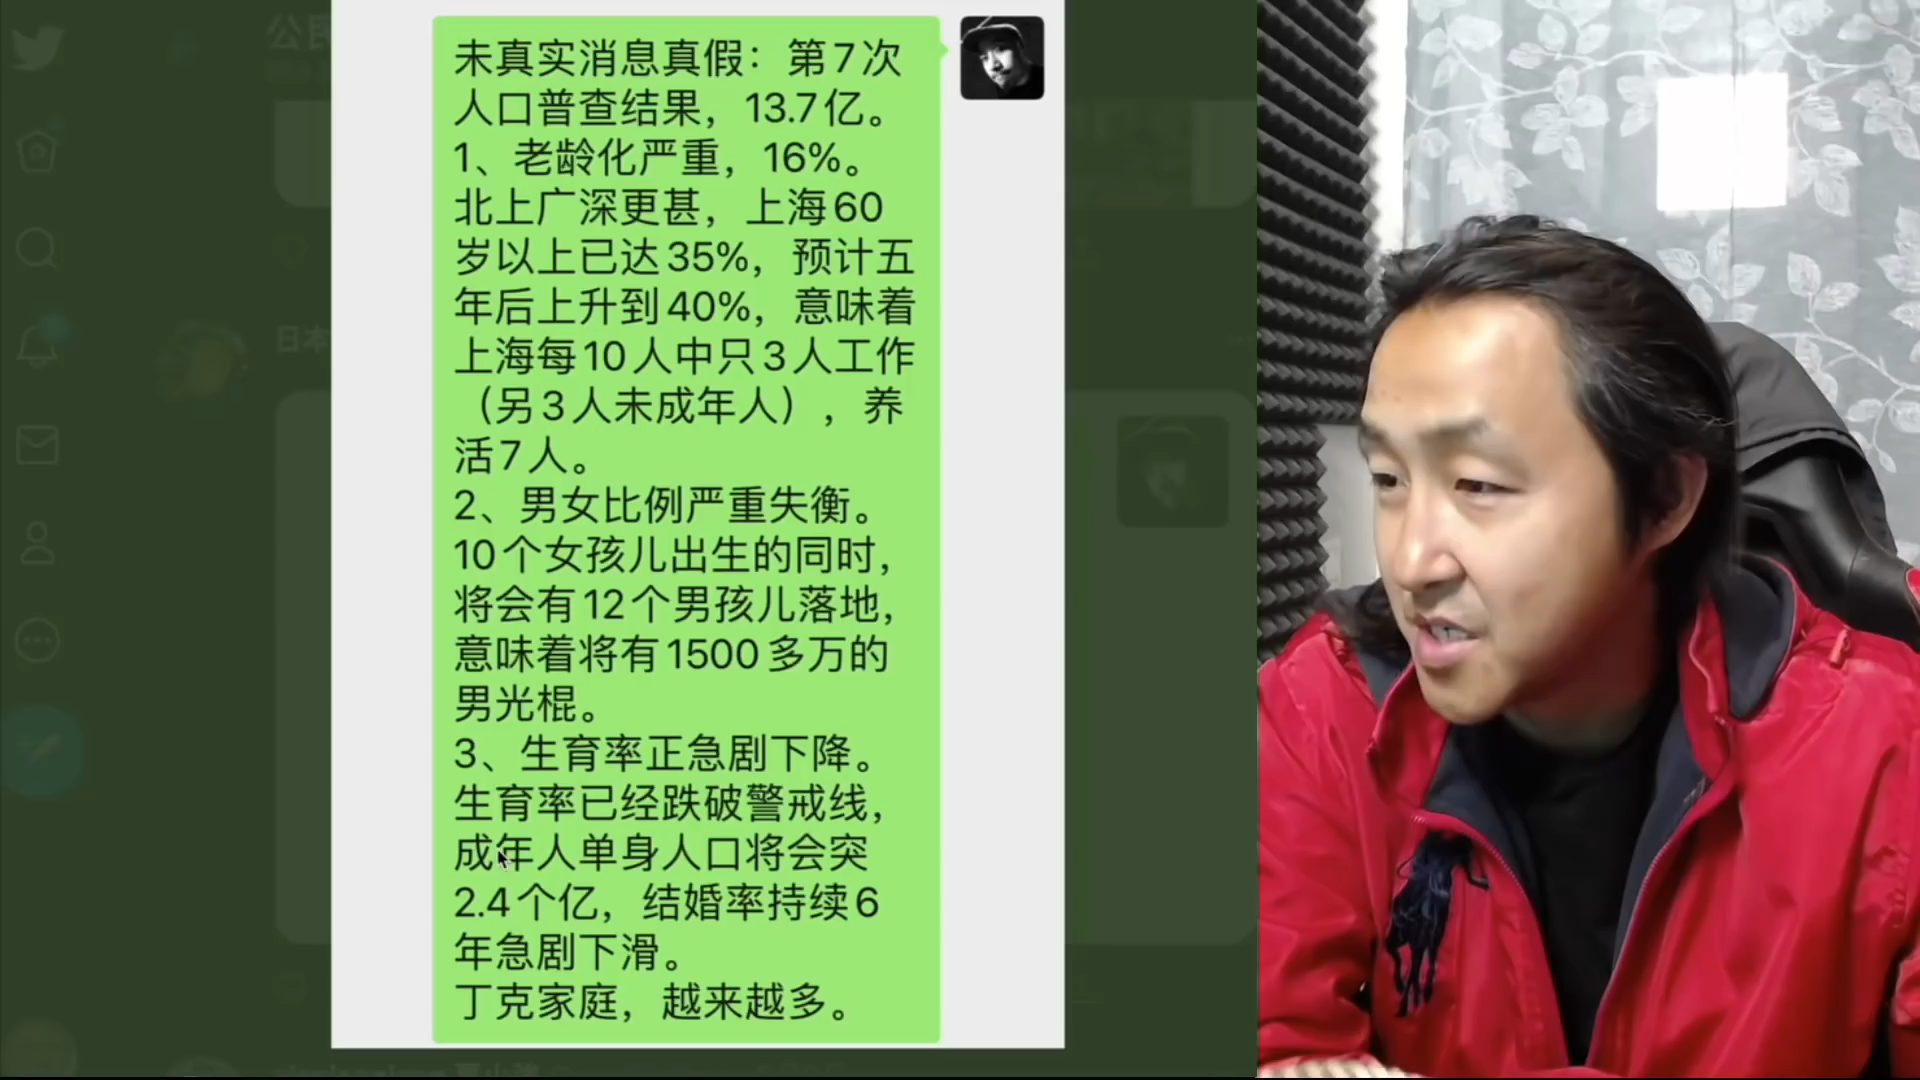 公民
日本
未真实消息真假：第7次
人口普查结果，13.7亿。
1、老龄化严重，16%。
北上广深更甚，上海60
岁以上已达35%，预计五
年后上升到40%，意味着
上海每10人中只3人工作
（另3人未成年人），养
活7人。
2、男女比例严重失衡。
10个女孩儿出生的同时，
将会有12个男孩儿落地，
意味着将有1500多万的
男光棍。
3、生育率正急剧下降。
生育率已经跌破警戒线，
成年人单身人口将会突
2.4个亿，结婚率持续6
年急剧下滑。
丁克家庭，越来越多。